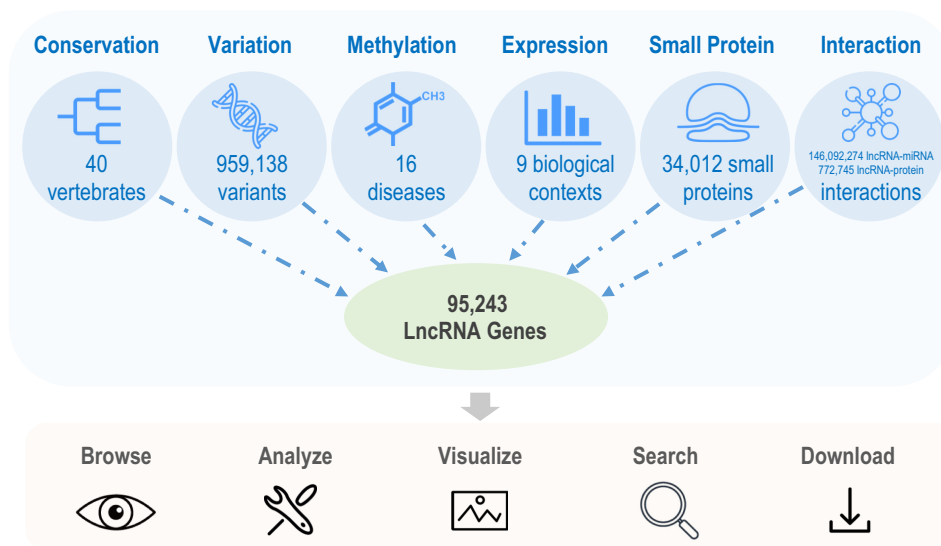 Conservation
Variation
Methylation
Expression
Small Protein
Interaction
CH3
40
vertebrates
959,138
variants
16
diseases
9 biological
contexts
34,012 small
proteins
146,092,274 lncRNA-miRNA
772,745 lncRNA-protein
interactions
95,243
LncRNA Genes
Browse
Analyze
Visualize
Search
Download